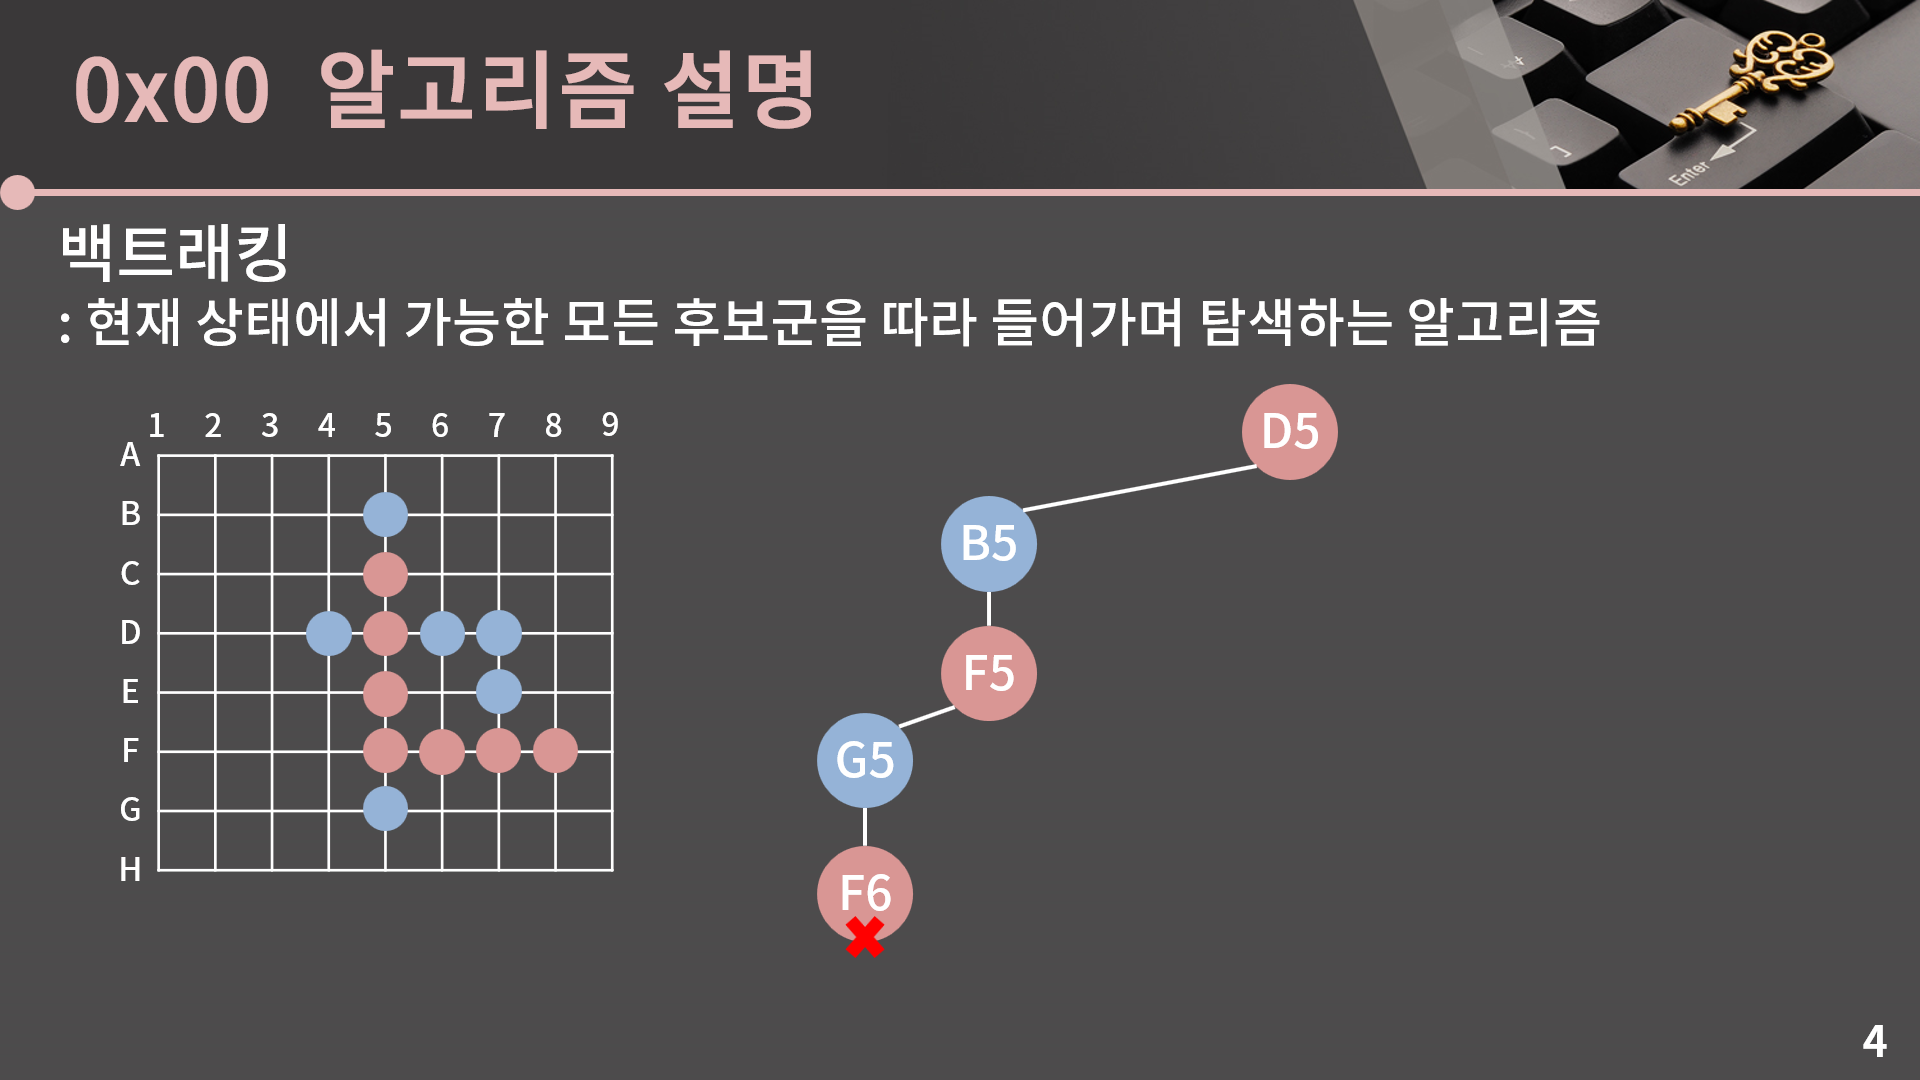 0x00 알고리즘 설명
Enter
백트래킹
: 현재 상태에서 가능한 모든 후보군을 따라 들어가며 탐색하는 알고리즘
1 2 3 4 5 6 7 8 9
A
B
C
D
E
F
G
H
D5
B5
F5
G5
F6
4